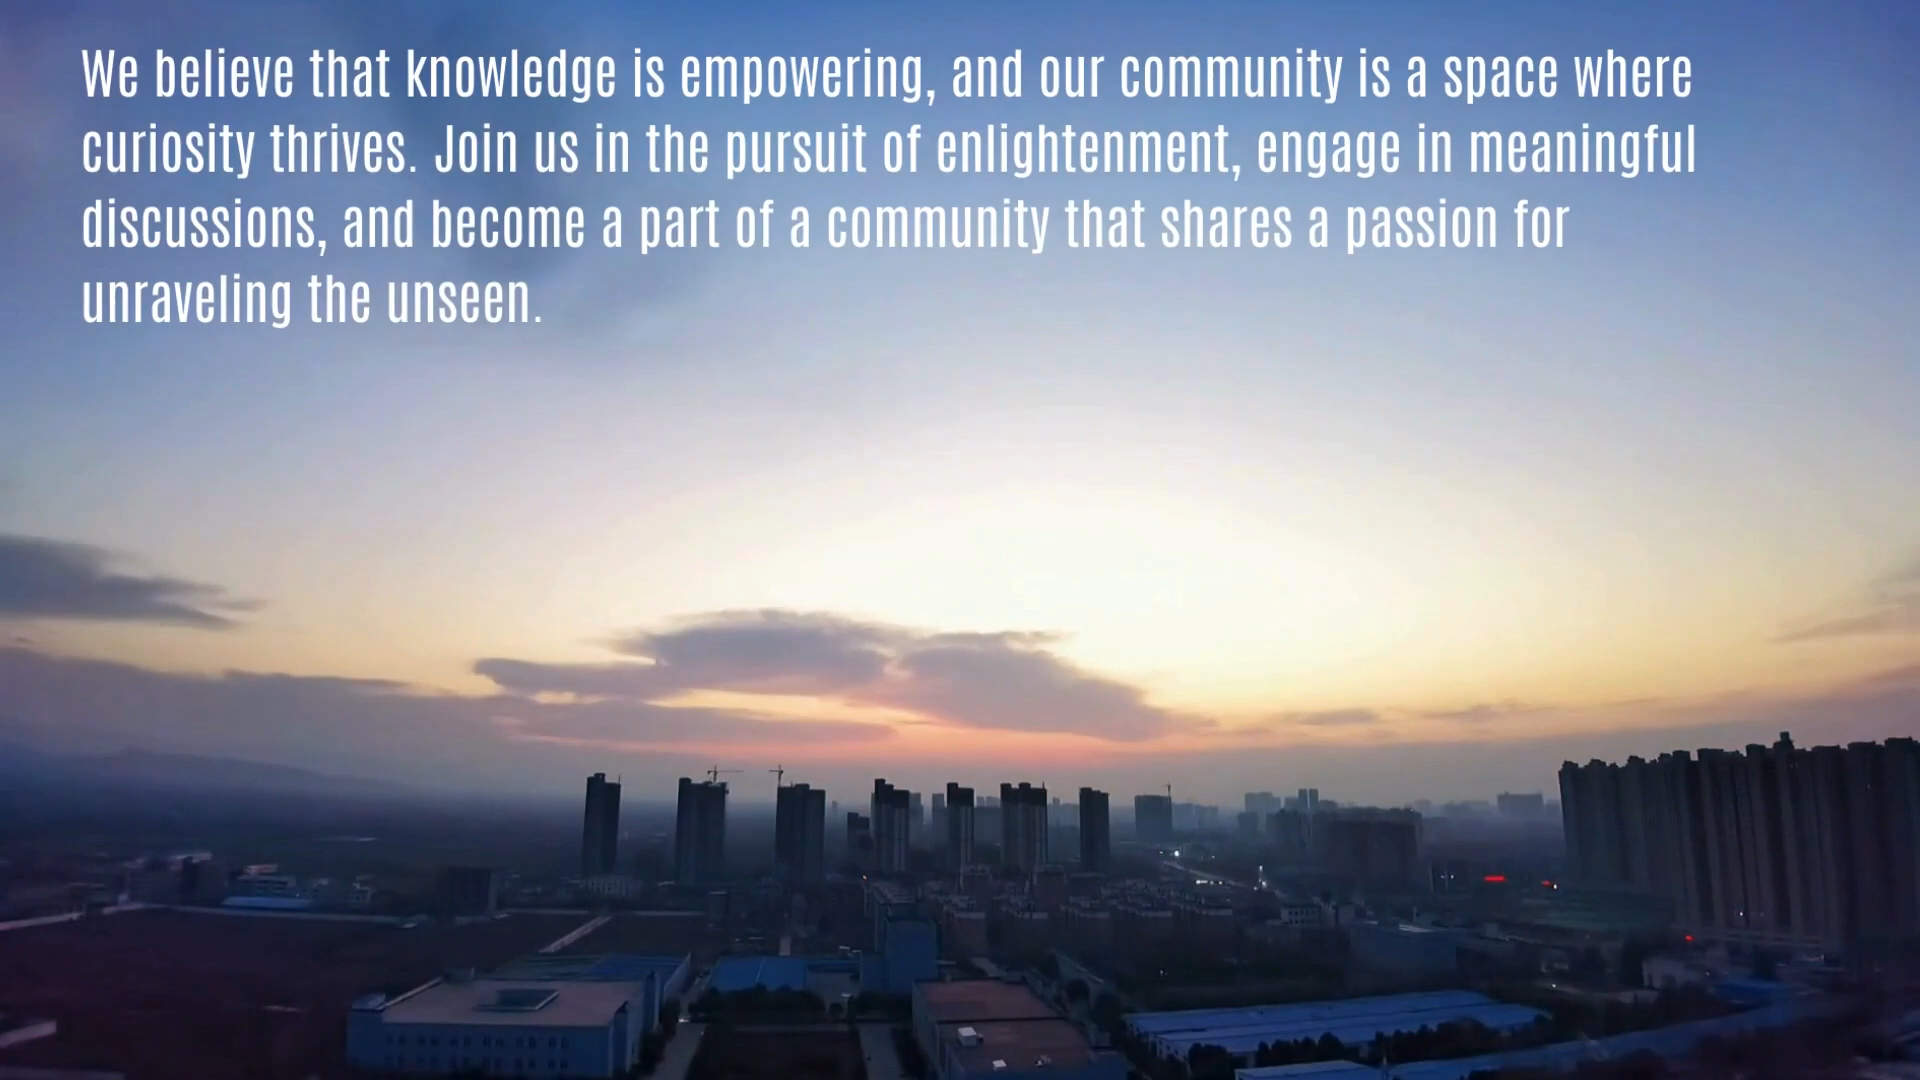 We believe that knowledge is empowering, and our community is a space where
curiosity thrives. Join us in the pursuit of enlightenment, engage in meaningful
discussions, and become a part of a community that shares a passion for
unraveling the unseen.